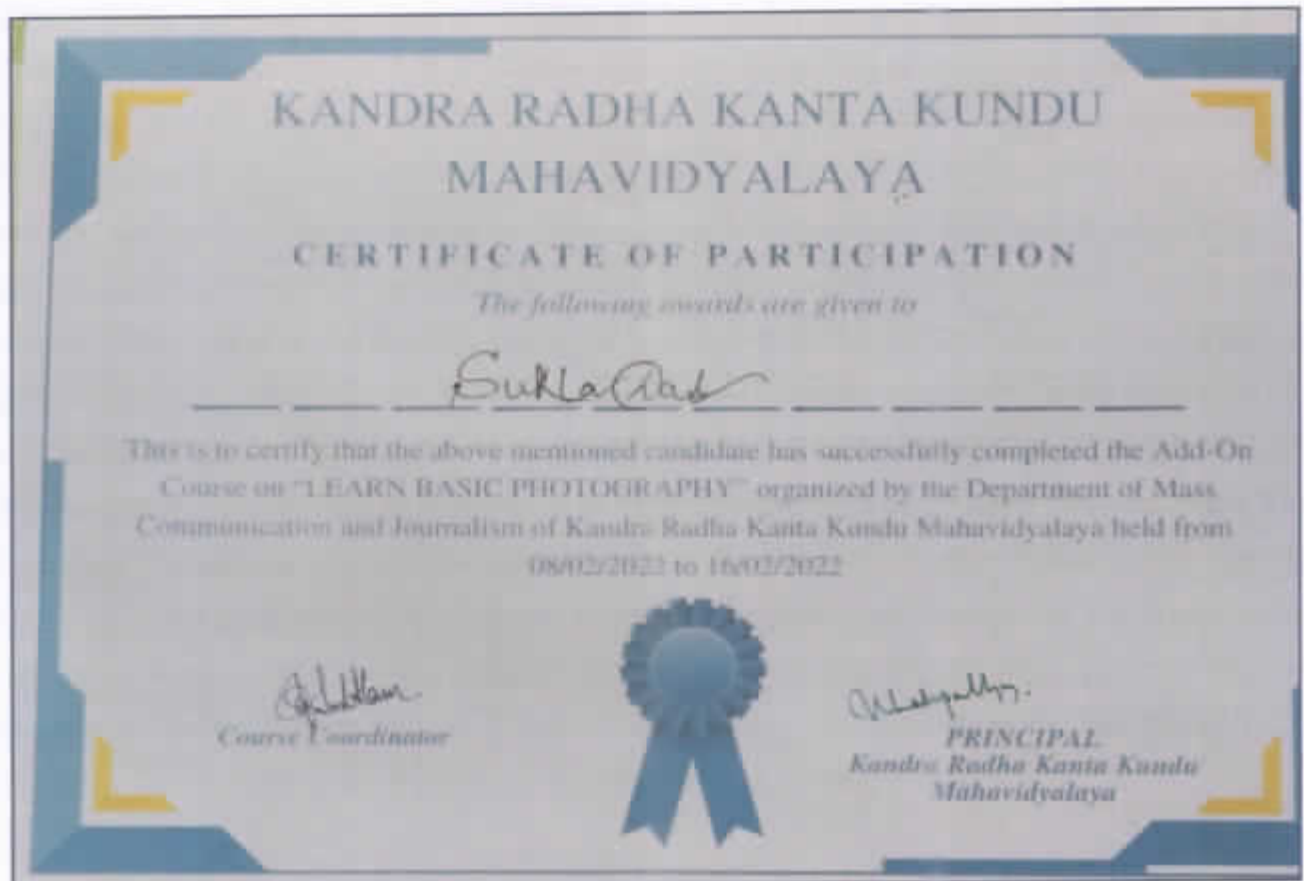 KANDRA RADHA KANTA KUNDU
MAHAVIDYALAYA
CERTIFICATE OF PARTICIPATION
The following awards are given to
Sukla
This is to certify that the above mentioned candidate has successfully completed the Add-On
Course on "LEARN BASIC PHOTOGRAPHY" organized by the Department of Mass
Communication and Journalism of Kandra Radha Kanta Kundu Mahavidyalaya held from
08/02/2022 to 16/02/2022
Course Coordinator
PRINCIPAL
Kandra Radha Kanta Kundu
Mahavidyalaya